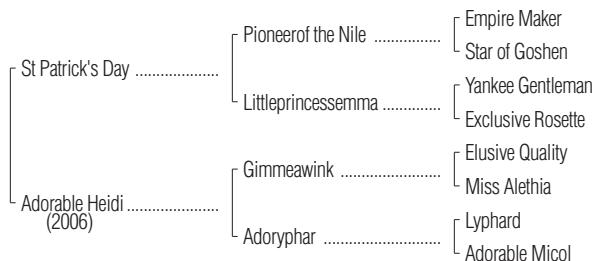 Empire Maker
Pioneerof the Nile ................
Star of Goshen
St Patrick's Day .....................
Yankee Gentleman
Littleprincessemma ..............
Exclusive Rosette
Elusive Quality
Gimmeawink .........................
Miss Alethia
Adorable Heidi .......................
(2006)
Lyphard
Adoryphar .............................
Adorable Micol